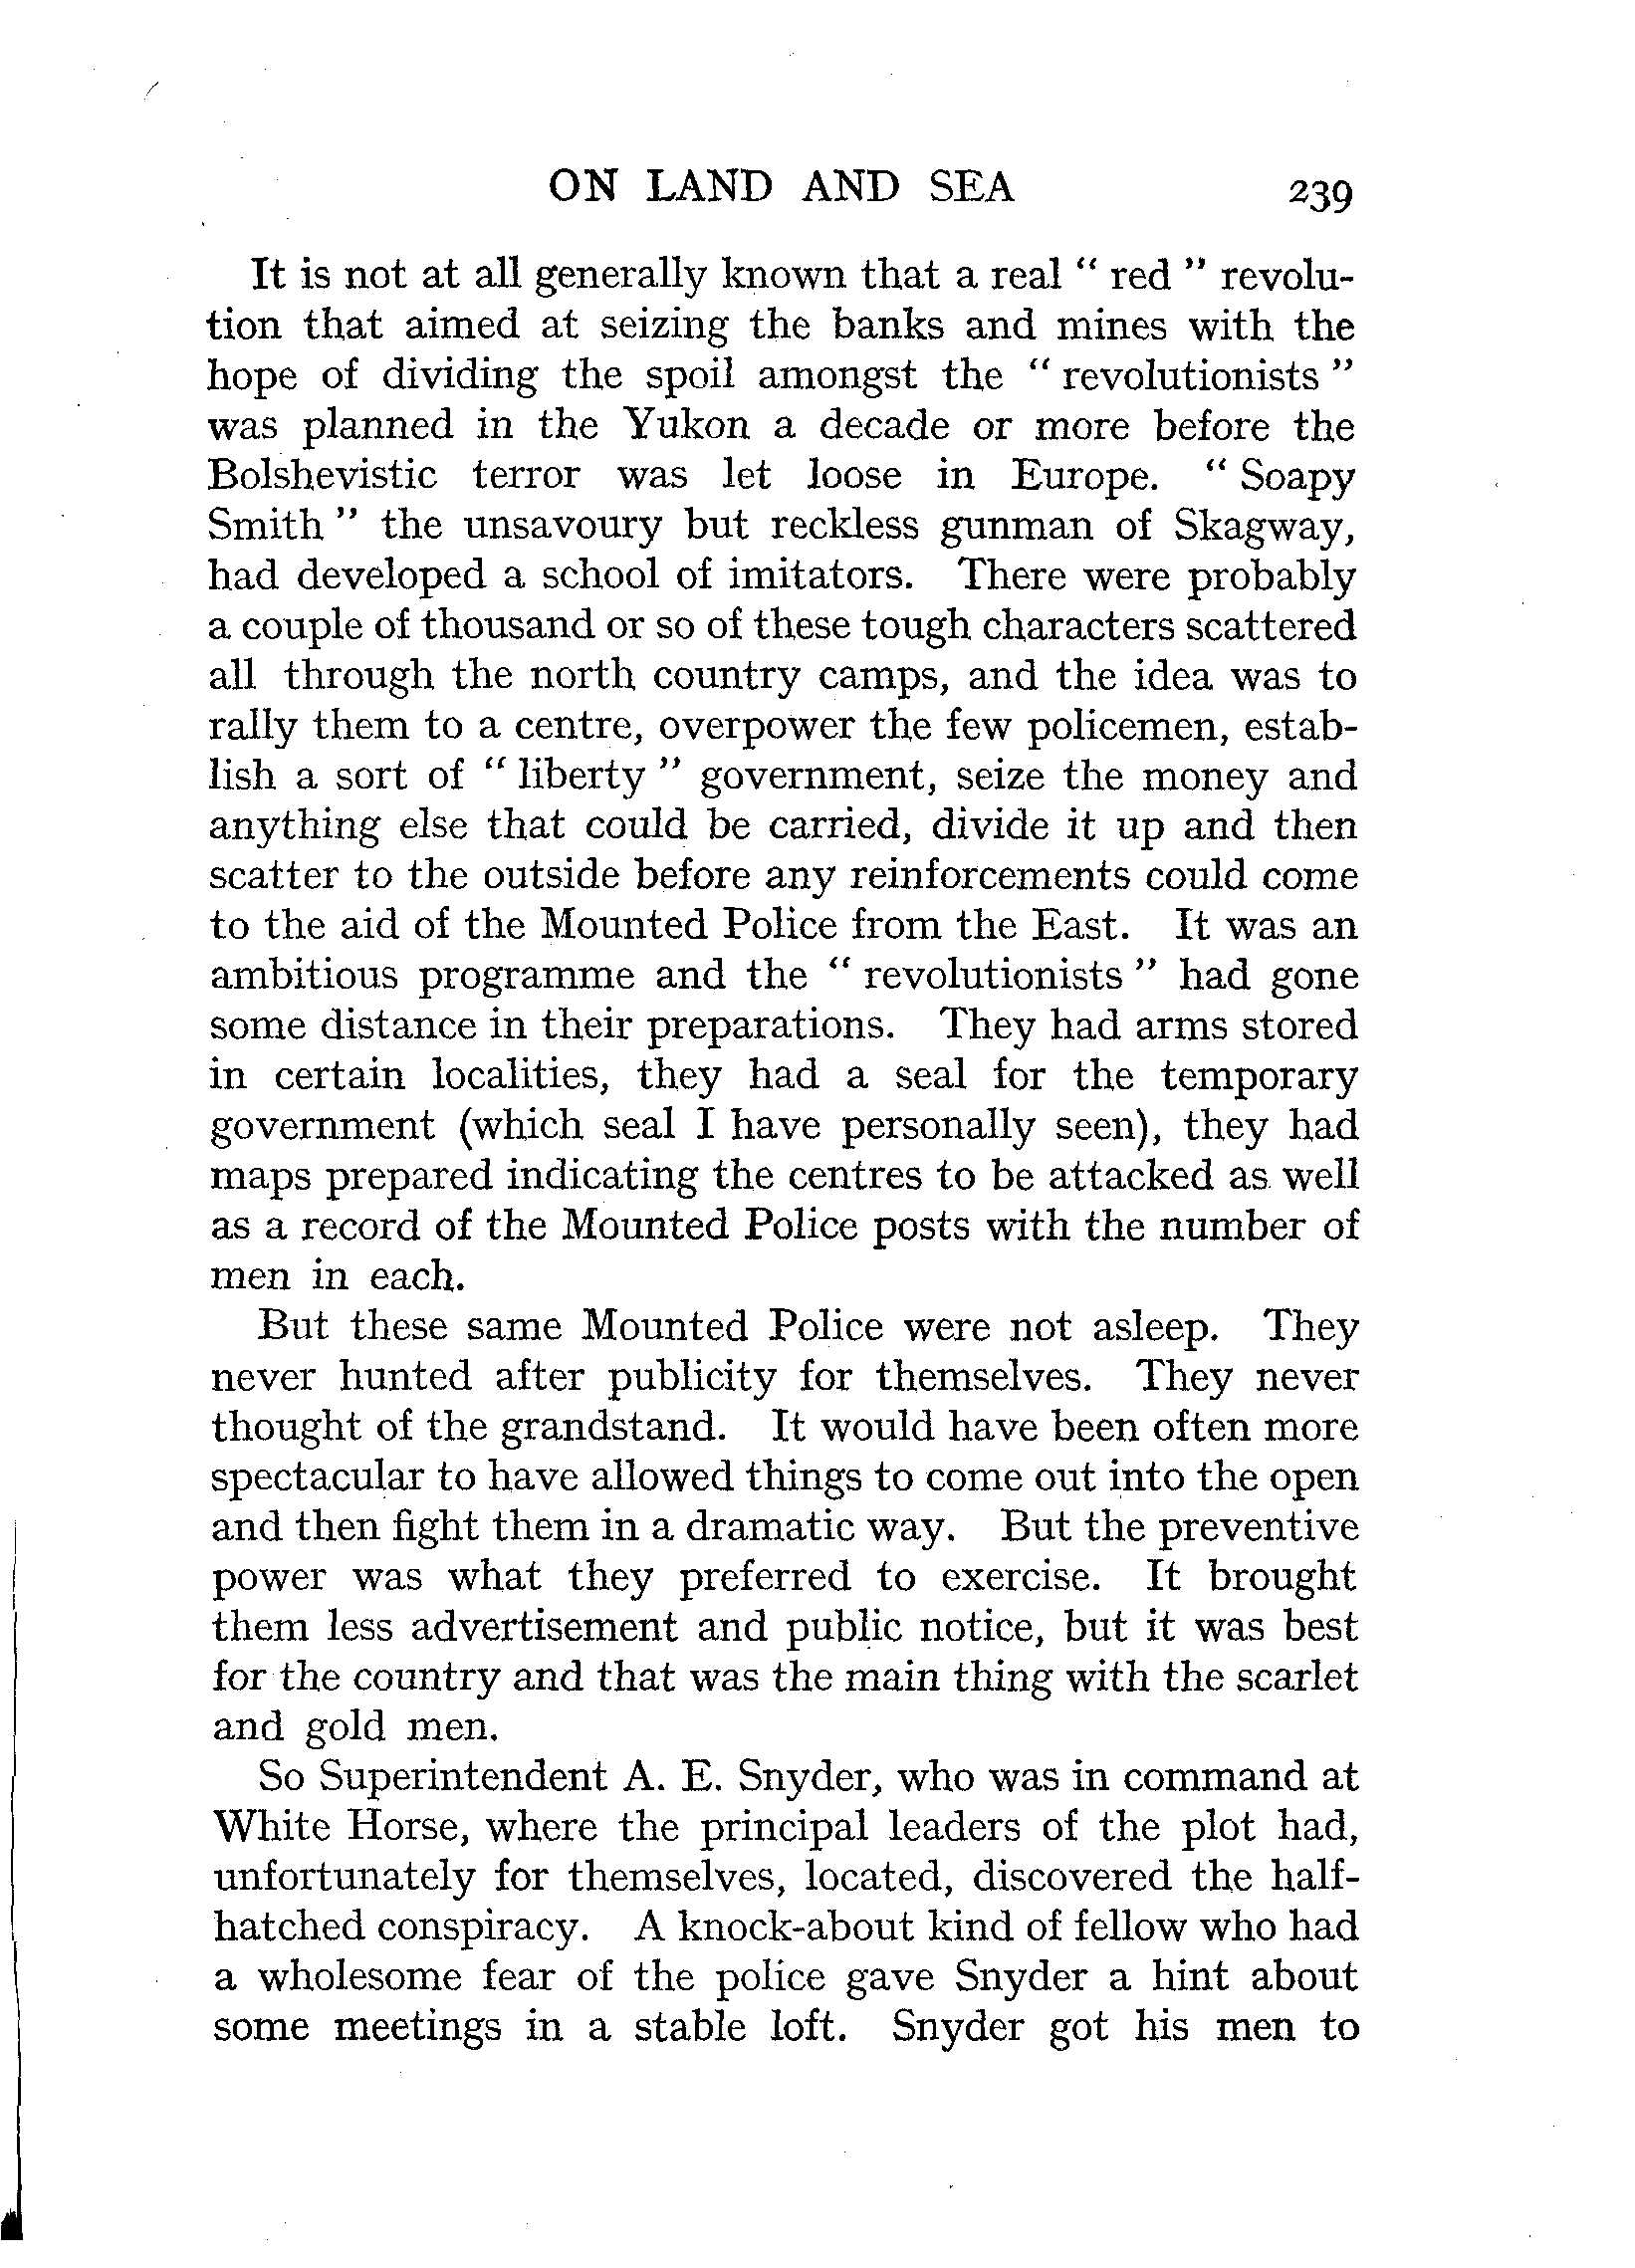 ON LAND AND SEA 239
It is not at all generally known that a real " red " revolu-
tion that aimed at seizing the banks and mines with the
hope of dividing the spoil amongst the " revolutionists "
was planned in the Yukon a decade or more before the
Bolshevistic terror was let loose in Europe. " Soapy
Smith " the unsavoury but reckless gunman of Skagway,
had developed a school of imitators. There were probably
a couple of thousand or so of these tough characters scattered
all through the north country camps, and the idea was to
rally them to a centre, overpower the few policemen, estab-
lish a sort of " liberty " government, seize the money and
anything else that could be carried, divide it up and then
scatter to the outside before any reinforcements could come
to the aid of the Mounted Police from the East. It was an
ambitious programme and the " revolutionists " had gone
some distance in their preparations. They had arms stored
in certain localities, they had a seal for the temporary
government (which seal I have personally seen), they had
maps prepared indicating the centres to be attacked as well
as a record of the Mounted Police posts with the number of
men in each.
But these same Mounted Police were not asleep. They
never hunted after publicity for themselves. They never
thought of the grandstand. It would have been often more
spectacular to have allowed things to come out into the open
and then fight them in a dramatic way. But the preventive
power was what they preferred to exercise. It brought
them less advertisement and public notice, but it was best
for the country and that was the main thing with the scarlet
and gold men.
So Superintendent A. E. Snyder, who was in command at
White Horse, where the principal leaders of the plot had,
unfortunately for themselves, located, discovered the half-
hatched conspiracy. A knock-about kind of fellow who had
a wholesome fear of the police gave Snyder a hint about
some meetings in a stable loft. Snyder got his men to